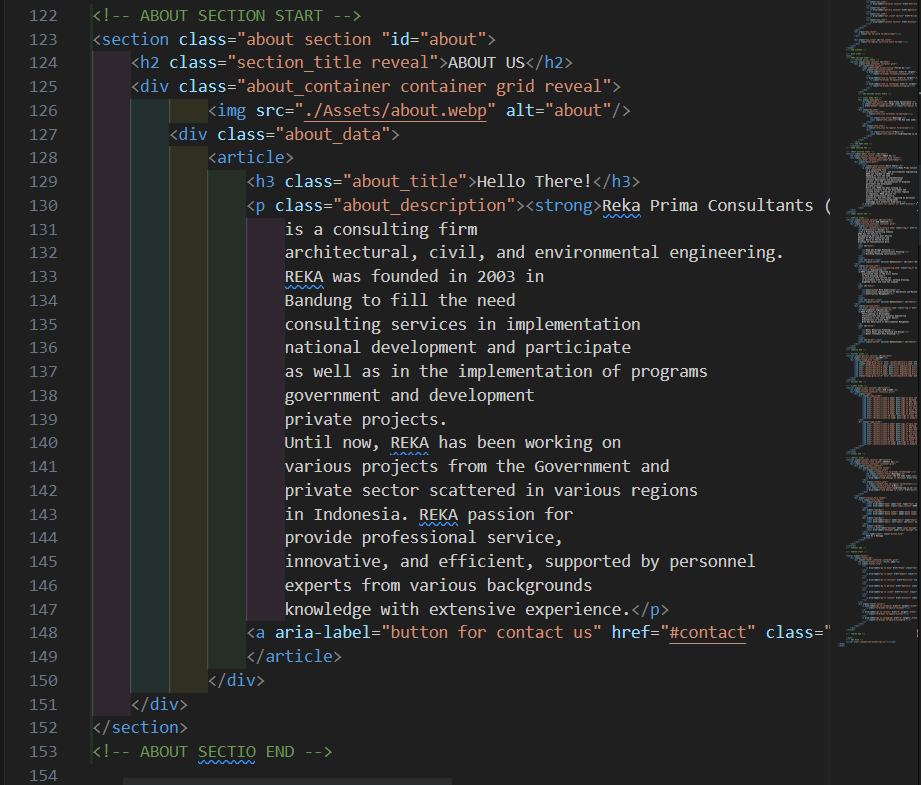 122 <!-- ABOUT SECTION START -->
123 <section class="about section "id="about">
124 <h2 class="section_title reveal">ABOUT US</h2>
125 <div class="about_container container grid reveal">
126 <img src="./Assets/about.webp" alt="about"/>
127 <div class="about_data">
128 <article>
129 <h3 class="about_title">Hello There!</h3>
130 <p class="about_description"><strong>Reka Prima Consultants (
131 is a consulting firm
132 architectural, civil, and environmental engineering.
133 REKA was founded in 2003 in
134 Bandung to fill the need
135 consulting services in implementation
136 national development and participate
137 as well as in the implementation of programs
138 government and development
139 private projects.
140 Until now, REKA has been working on
141 various projects from the Government and
142 private sector scattered in various regions
143 in Indonesia. REKA passion for
144 provide professional service,
145 innovative, and efficient, supported by personnel
146 experts from various backgrounds
147 knowledge with extensive experience.</p>
148 <a aria-label="button for contact us" href="#contact" class="
149 </article>
150 </div>
151 </div>
152 </section>
153 <!-- ABOUT SECTIO END -->
154